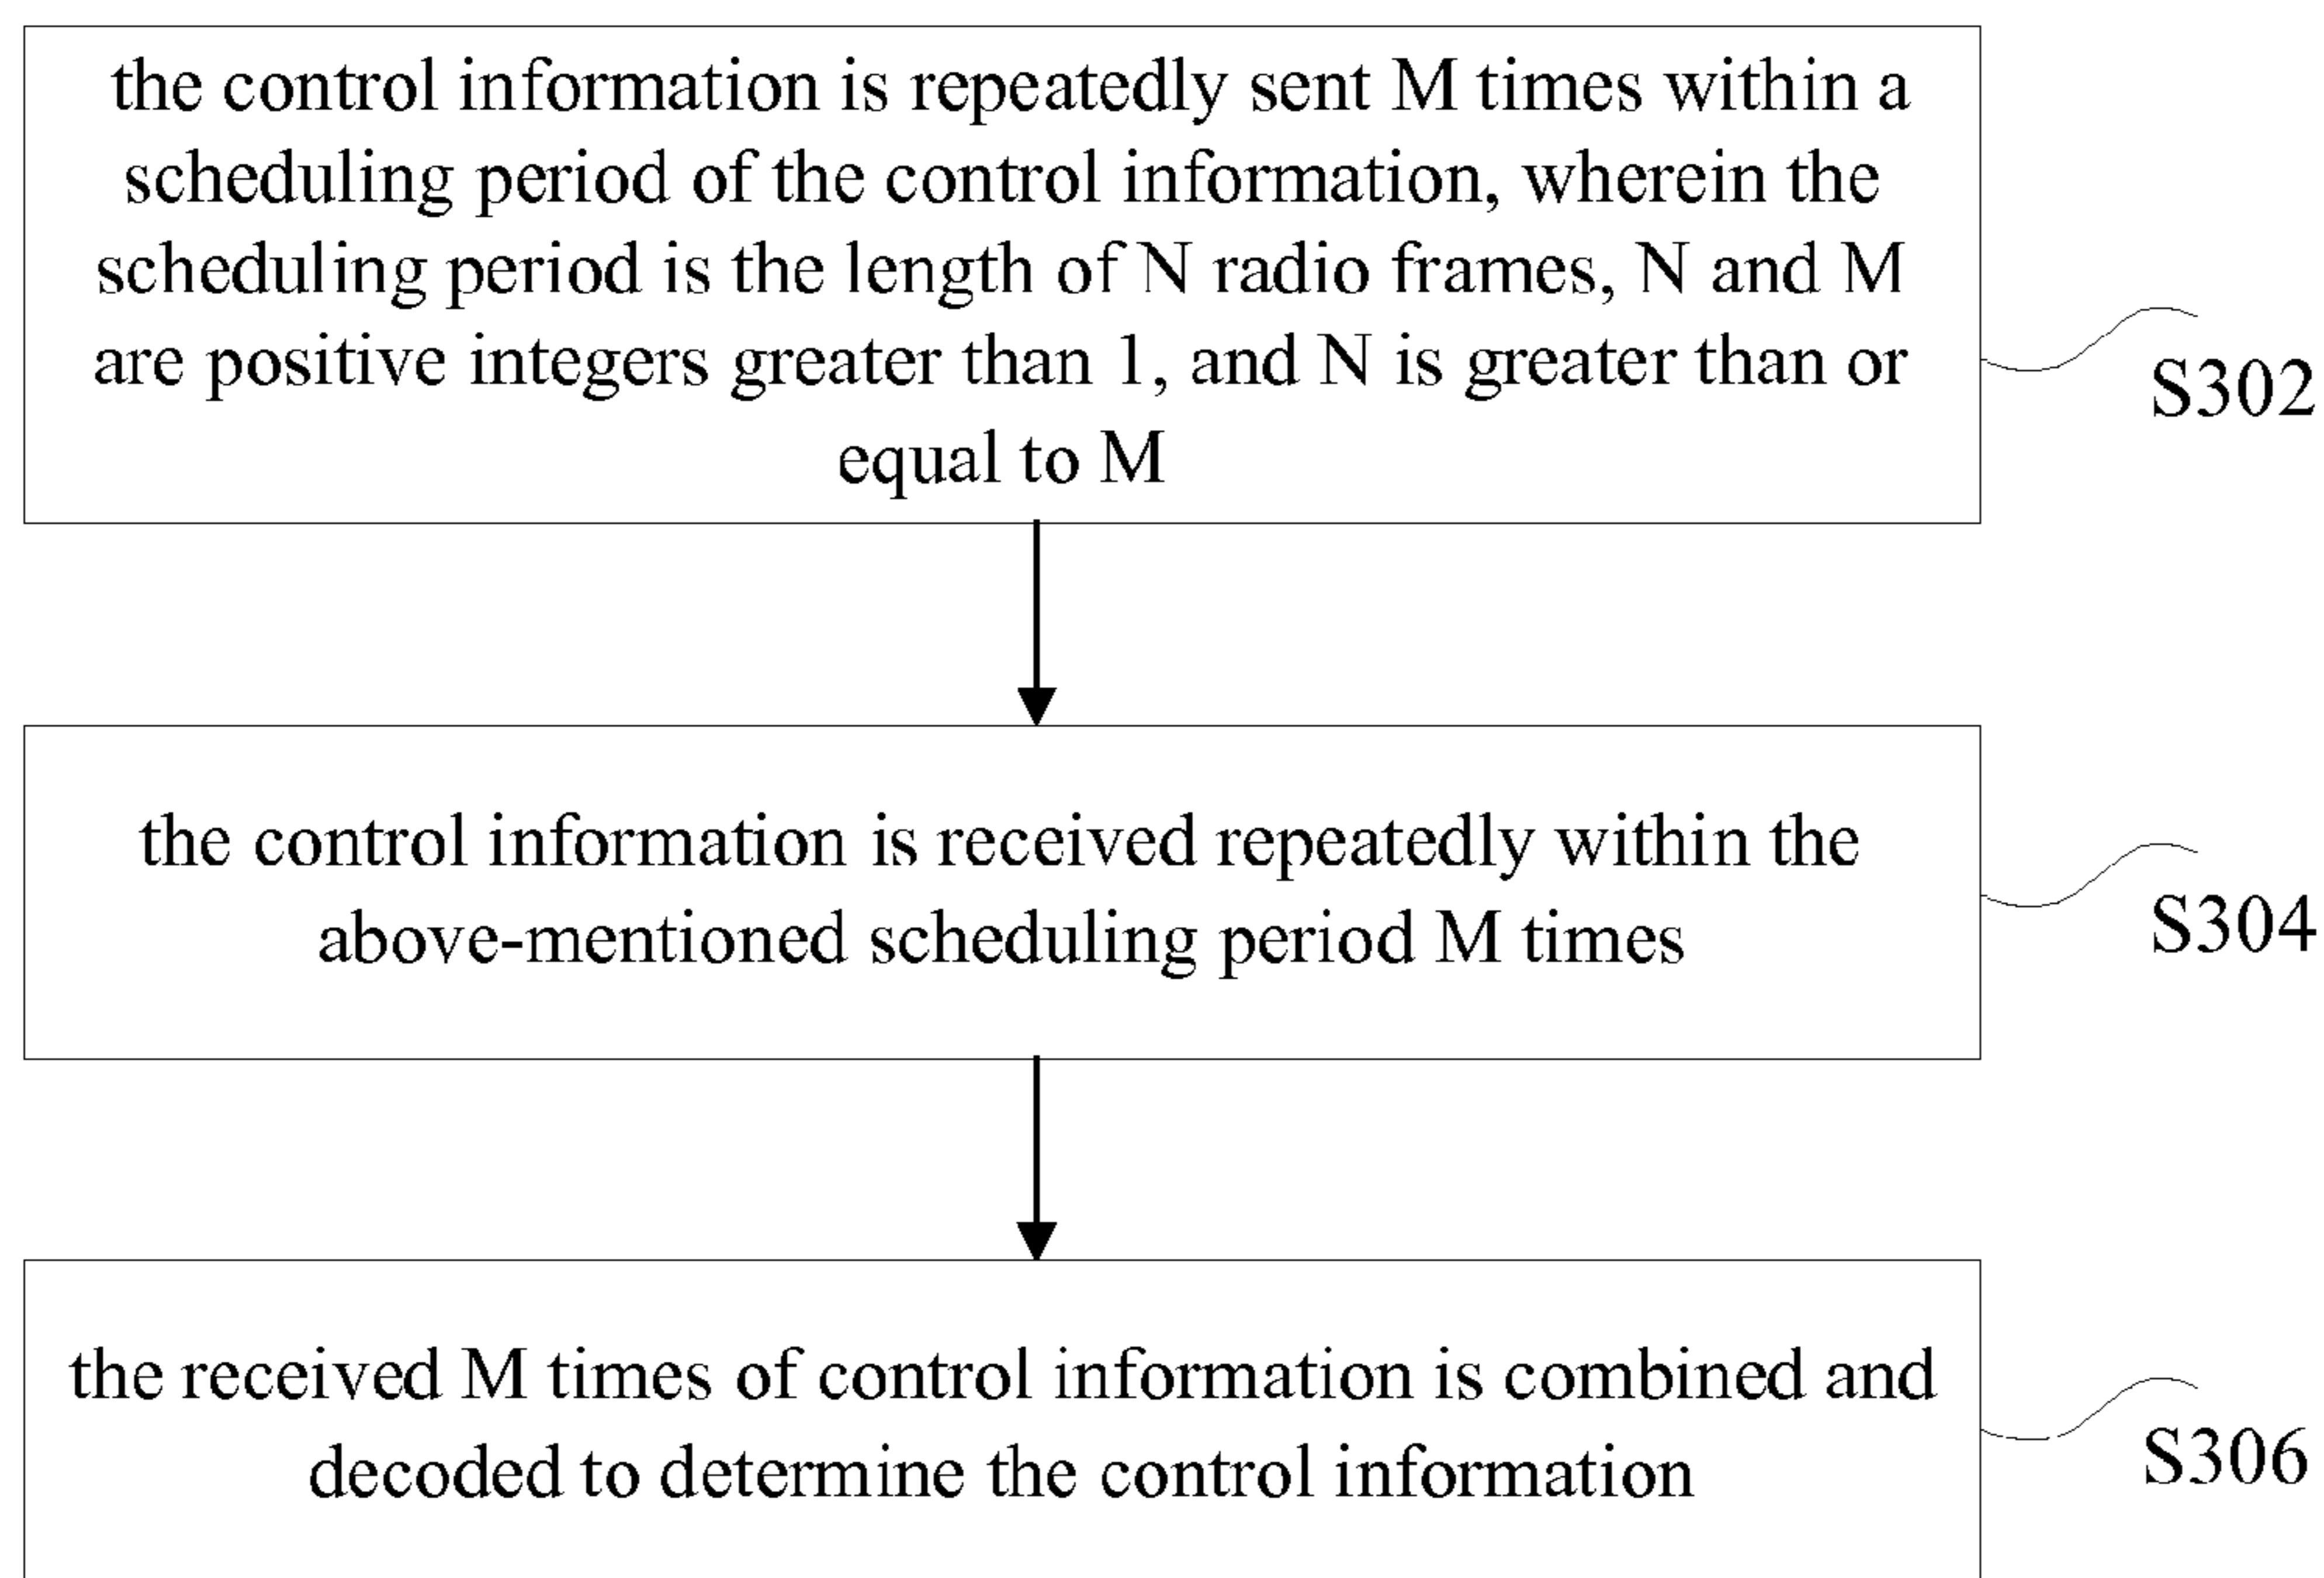 the control information is repeatedly sent M times within a
scheduling period of the control information, wherein the
scheduling period is the length of N radio frames, N and M
are positive integers greater than 1, and N is greater than or
equal to M
S302
the control information is received repeatedly within the
above-mentioned scheduling period M times
S304
the received M times of control information is combined and
decoded to determine the control information
S306